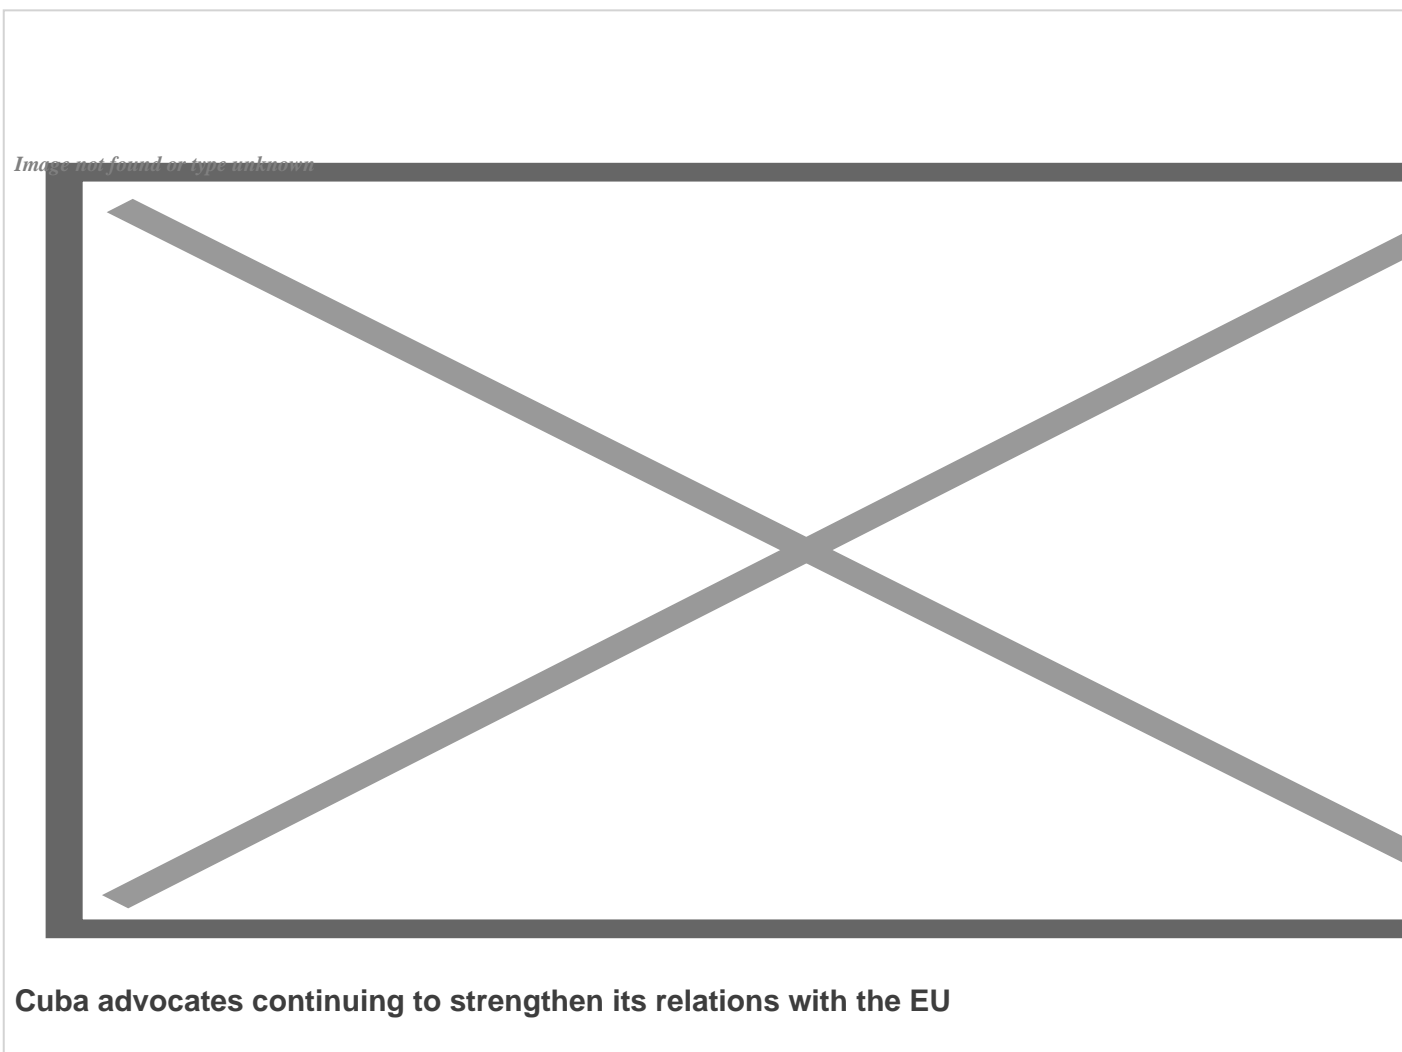 Image not found or type unknown
Cuba advocates continuing to strengthen its relations with the EU